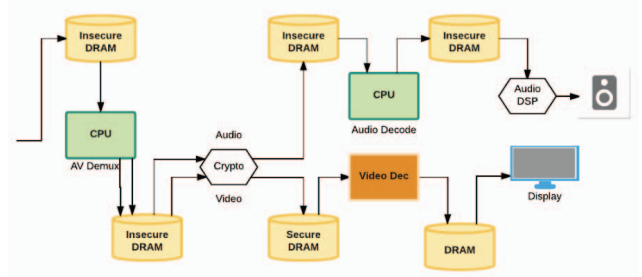 Insecure
DRAM
CPU
AV Demux
Insecure
DRAM
Audio
Crypto
Video
Insecure
DRAM
CPU
Audio Decode
Insecure
DRAM
Audio
DSP
Secure
DRAM
Video Dec
DRAM
Display